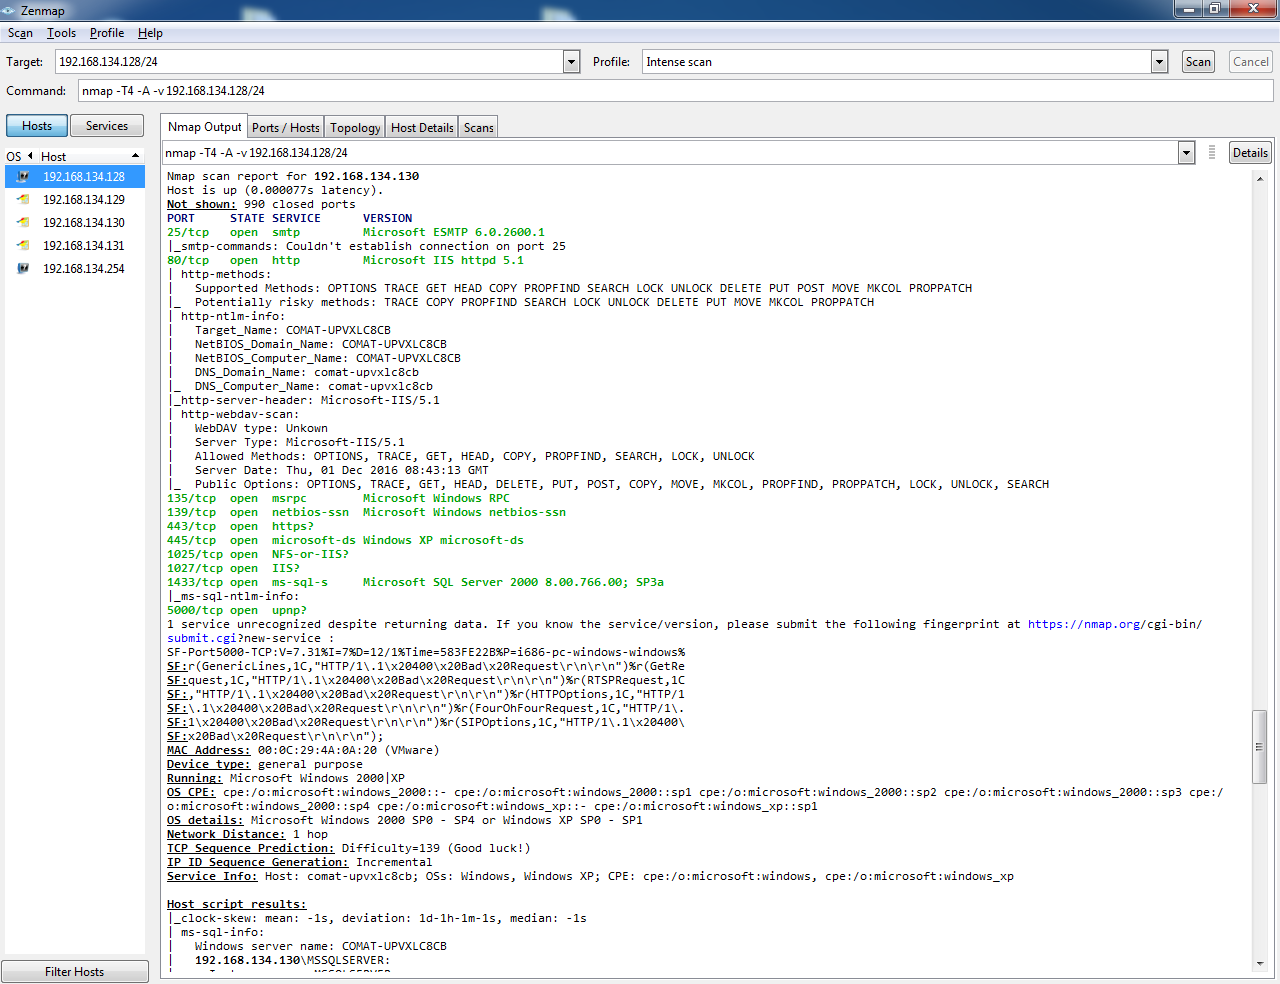 Zenmap
Scan Tools Profile Help
Target: 192.168.134.128/24 Profile: Intense scan Scan Cancel
Command: nmap -T4 -A -v 192.168.134.128/24
Hosts Services
Nmap Output Ports / Hosts Topology Host Details Scans
OS Host
nmap -T4 -A -v 192.168.134.128/24 Details
192.168.134.128
192.168.134.129
192.168.134.130
192.168.134.131
192.168.134.254
Filter Hosts
Nmap scan report for 192.168.134.130
Host is up (0.000077s latency).
Not shown: 990 closed ports
PORT     STATE SERVICE      VERSION
25/tcp   open  smtp         Microsoft ESMTP 6.0.2600.1
|_smtp-commands: Couldn't establish connection on port 25
80/tcp   open  http         Microsoft IIS httpd 5.1
| http-methods:
|   Supported Methods: OPTIONS TRACE GET HEAD COPY PROPFIND SEARCH LOCK UNLOCK DELETE PUT POST MOVE MKCOL PROPPATCH
|_  Potentially risky methods: TRACE COPY PROPFIND SEARCH LOCK UNLOCK DELETE PUT MOVE MKCOL PROPPATCH
| http-ntlm-info:
|   Target_Name: COMAT-UPVXLC8CB
|   NetBIOS_Domain_Name: COMAT-UPVXLC8CB
|   NetBIOS_Computer_Name: COMAT-UPVXLC8CB
|   DNS_Domain_Name: comat-upvxlc8cb
|_  DNS_Computer_Name: comat-upvxlc8cb
|_http-server-header: Microsoft-IIS/5.1
| http-webdav-scan:
|   WebDAV type: Unkown
|   Server Type: Microsoft-IIS/5.1
|   Allowed Methods: OPTIONS, TRACE, GET, HEAD, COPY, PROPFIND, SEARCH, LOCK, UNLOCK
|   Server Date: Thu, 01 Dec 2016 08:43:13 GMT
|_  Public Options: OPTIONS, TRACE, GET, HEAD, DELETE, PUT, POST, COPY, MOVE, MKCOL, PROPFIND, PROPPATCH, LOCK, UNLOCK, SEARCH
135/tcp  open  msrpc        Microsoft Windows RPC
139/tcp  open  netbios-ssn  Microsoft Windows netbios-ssn
443/tcp  open  https?
445/tcp  open  microsoft-ds Windows XP microsoft-ds
1025/tcp open  NFS-or-IIS?
1027/tcp open  IIS?
1433/tcp open  ms-sql-s     Microsoft SQL Server 2000 8.00.766.00; SP3a
|_ms-sql-ntlm-info:
5000/tcp open  upnp?
1 service unrecognized despite returning data. If you know the service/version, please submit the following fingerprint at https://nmap.org/cgi-bin/
submit.cgi?new-service :
SF-Port5000-TCP:V=7.31%I=7%D=12/1%Time=583FE22B%P=i686-pc-windows-windows%
SF:r(GenericLines,1C,"HTTP/1\.1\x20400\x20Bad\x20Request\r\n\r\n")%r(GetRe
SF:quest,1C,"HTTP/1\.1\x20400\x20Bad\x20Request\r\n\r\n")%r(RTSPRequest,1C
SF:,"HTTP/1\.1\x20400\x20Bad\x20Request\r\n\r\n")%r(HTTPOptions,1C,"HTTP/1
SF:\.1\x20400\x20Bad\x20Request\r\n\r\n")%r(FourOhFourRequest,1C,"HTTP/1\.
SF:1\x20400\x20Bad\x20Request\r\n\r\n")%r(SIPOptions,1C,"HTTP/1\.1\x20400\
SF:x20Bad\x20Request\r\n\r\n");
MAC Address: 00:0C:29:4A:0A:20 (VMware)
Device type: general purpose
Running: Microsoft Windows 2000|XP
OS CPE: cpe:/o:microsoft:windows_2000::- cpe:/o:microsoft:windows_2000::sp1 cpe:/o:microsoft:windows_2000::sp2 cpe:/o:microsoft:windows_2000::sp3 cpe:/
o:microsoft:windows_2000::sp4 cpe:/o:microsoft:windows_xp::- cpe:/o:microsoft:windows_xp::sp1
OS details: Microsoft Windows 2000 SP0 - SP4 or Windows XP SP0 - SP1
Network Distance: 1 hop
TCP Sequence Prediction: Difficulty=139 (Good luck!)
IP ID Sequence Generation: Incremental
Service Info: Host: comat-upvxlc8cb; OSs: Windows, Windows XP; CPE: cpe:/o:microsoft:windows, cpe:/o:microsoft:windows_xp
Host script results:
|_clock-skew: mean: -1s, deviation: 1d-1h-1m-1s, median: -1s
| ms-sql-info:
|   Windows server name: COMAT-UPVXLC8CB
|   192.168.134.130\MSSQLSERVER: